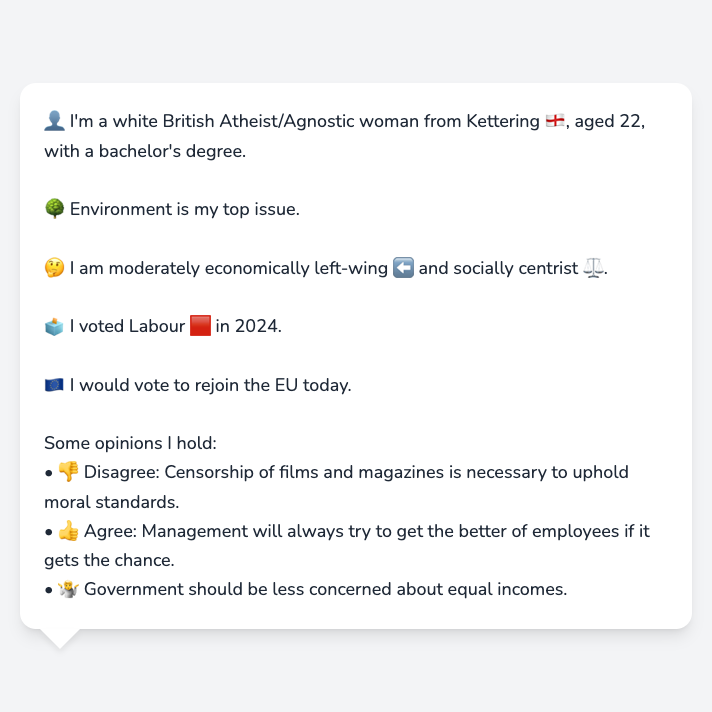 👤 I'm a white British Atheist/Agnostic woman from Kettering 🏴󠁧󠁢󠁥󠁮󠁧󠁿, aged 22,
with a bachelor's degree.
🌳 Environment is my top issue.
🤔 I am moderately economically left-wing ⬅️ and socially centrist ⚖️.
🗳️ I voted Labour 🟥 in 2024.
🇪🇺 I would vote to rejoin the EU today.
Some opinions I hold:
• 👎 Disagree: Censorship of films and magazines is necessary to uphold
moral standards.
• 👍 Agree: Management will always try to get the better of employees if it
gets the chance.
• 🤷 Government should be less concerned about equal incomes.